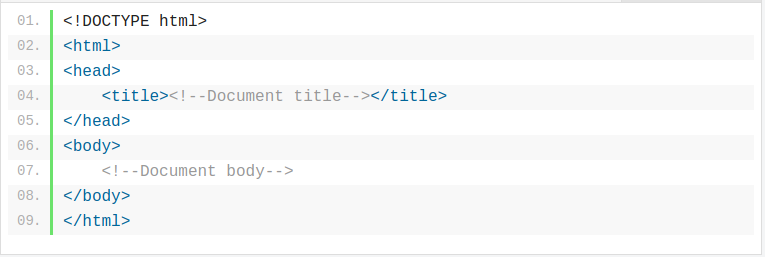 01. <!DOCTYPE html>
02. <html>
03. <head>
04.     <title><!--Document title--></title>
05. </head>
06. <body>
07.     <!--Document body-->
08. </body>
09. </html>